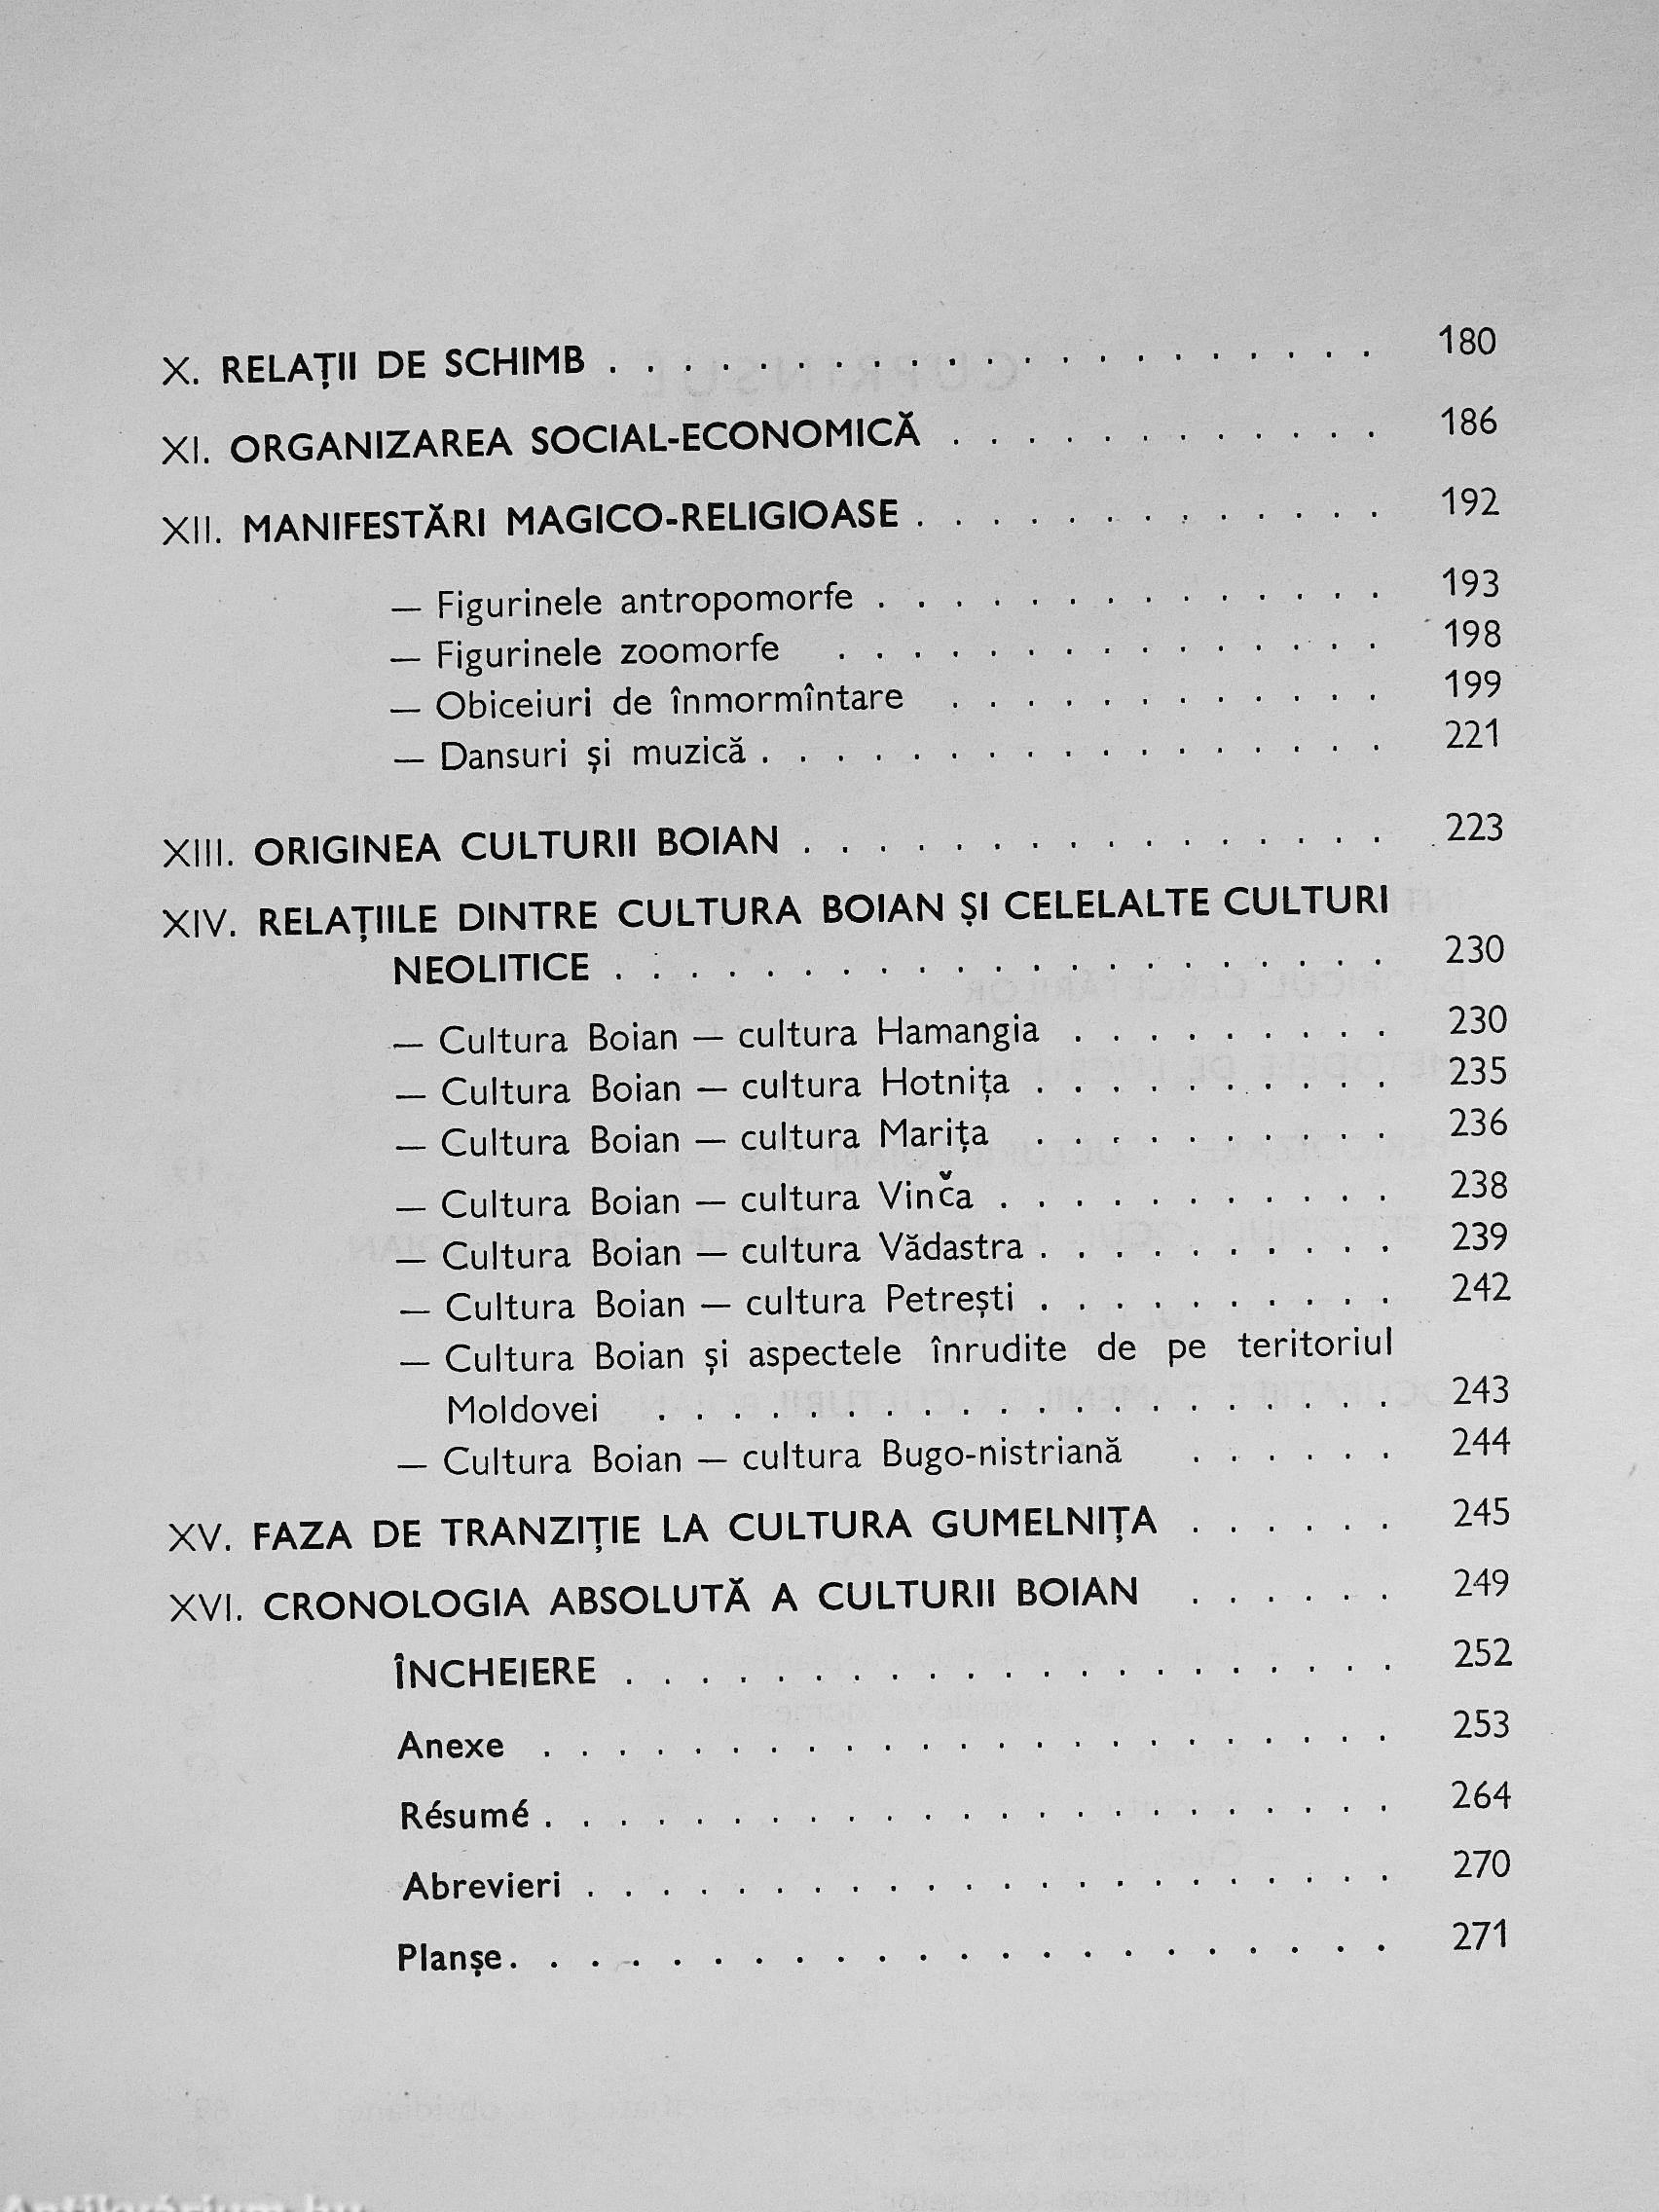 X. RELAȚII DE SCHIMB . . . . . . . . . . . . . . . . . . . . . 180
XI. ORGANIZAREA SOCIAL-ECONOMICĂ . . . . . . . . . . . . 186
XII. MANIFESTĂRI MAGICO-RELIGIOASE . . . . . . . . . . . . . 192
— Figurinele antropomorfe . . . . . . . . . . . . . . 193
— Figurinele zoomorfe . . . . . . . . . . . . . . . 198
— Obiceiuri de înmormîntare . . . . . . . . . . . . 199
— Dansuri și muzică . . . . . . . . . . . . . . . . . 221
XIII. ORIGINEA CULTURII BOIAN . . . . . . . . . . . . . . . . 223
XIV. RELAȚIILE DINTRE CULTURA BOIAN ȘI CELELALTE CULTURI
NEOLITICE . . . . . . . . . . . . . . . . . . . . . 230
— Cultura Boian — cultura Hamangia . . . . . . . . . 230
— Cultura Boian — cultura Hotnița . . . . . . . . . . 235
— Cultura Boian — cultura Marița . . . . . . . . . . 236
— Cultura Boian — cultura Vinča . . . . . . . . . . . 238
— Cultura Boian — cultura Vădastra . . . . . . . . . . 239
— Cultura Boian — cultura Petrești . . . . . . . . . . 242
— Cultura Boian și aspectele înrudite de pe teritoriul
Moldovei . . . . . . . . . . . . . . . . . . . . 243
— Cultura Boian — cultura Bugo-nistriană . . . . . . 244
XV. FAZA DE TRANZIȚIE LA CULTURA GUMELNIȚA . . . . . . 245
XVI. CRONOLOGIA ABSOLUTĂ A CULTURII BOIAN . . . . . . 249
ÎNCHEIERE . . . . . . . . . . . . . . . . . . . . . 252
Anexe . . . . . . . . . . . . . . . . . . . . . . . 253
Résumé . . . . . . . . . . . . . . . . . . . . . . . 264
Abrevieri . . . . . . . . . . . . . . . . . . . . . . 270
Planșe . . . . . . . . . . . . . . . . . . . . . . 271